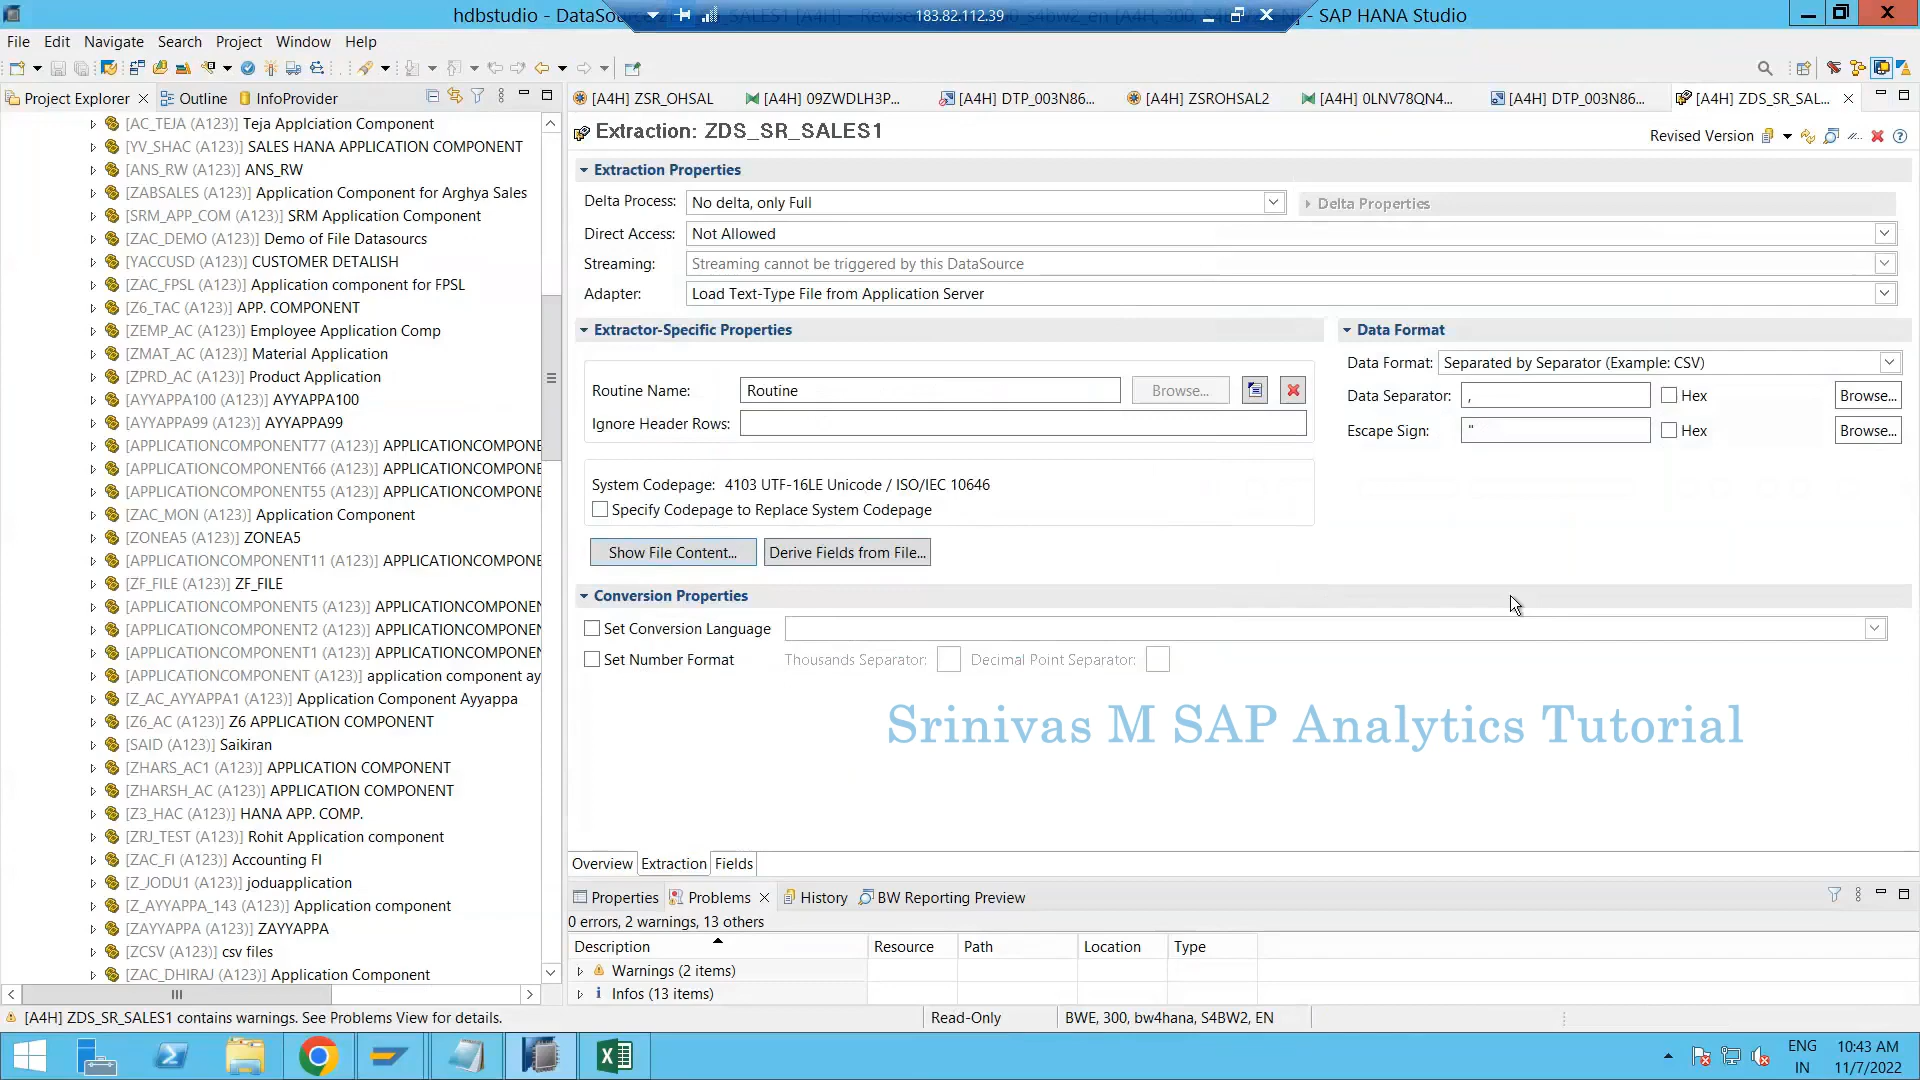 hdbstudio - DataSou
183.82.112.39
- SAP HANA Studio
File Edit Navigate Search Project Window Help
Project Explorer Outline InfoProvider
[A4H] ZSR_OHSAL [A4H] 09ZWDLH3P... [A4H] DTP_003N86... [A4H] ZSROHSAL2 [A4H] 0LNV78QN4... [A4H] DTP_003N86... [A4H] ZDS_SR_SAL...
[AC_TEJA (A123)] Teja Applciation Component
[YV_SHAC (A123)] SALES HANA APPLICATION COMPONENT
[ANS_RW (A123)] ANS_RW
[ZABSALES (A123)] Application Component for Arghya Sales
[SRM_APP_COM (A123)] SRM Application Component
[ZAC_DEMO (A123)] Demo of File Datasourcs
[YACCUSD (A123)] CUSTOMER DETALISH
[ZAC_FPSL (A123)] Application component for FPSL
[Z6_TAC (A123)] APP. COMPONENT
[ZEMP_AC (A123)] Employee Application Comp
[ZMAT_AC (A123)] Material Application
[ZPRD_AC (A123)] Product Application
[AYYAPPA100 (A123)] AYYAPPA100
[AYYAPPA99 (A123)] AYYAPPA99
[APPLICATIONCOMPONENT77 (A123)] APPLICATIONCOMPONE
[APPLICATIONCOMPONENT66 (A123)] APPLICATIONCOMPONE
[APPLICATIONCOMPONENT55 (A123)] APPLICATIONCOMPONE
[ZAC_MON (A123)] Application Component
[ZONEA5 (A123)] ZONEA5
[APPLICATIONCOMPONENT11 (A123)] APPLICATIONCOMPONE
[ZF_FILE (A123)] ZF_FILE
[APPLICATIONCOMPONENT5 (A123)] APPLICATIONCOMPONEN
[APPLICATIONCOMPONENT2 (A123)] APPLICATIONCOMPONEN
[APPLICATIONCOMPONENT1 (A123)] APPLICATIONCOMPONEN
[APPLICATIONCOMPONENT (A123)] application component ay
[Z_AC_AYYAPPA1 (A123)] Application Component Ayyappa
[Z6_AC (A123)] Z6 APPLICATION COMPONENT
[SAID (A123)] Saikiran
[ZHARS_AC1 (A123)] APPLICATION COMPONENT
[ZHARSH_AC (A123)] APPLICATION COMPONENT
[Z3_HAC (A123)] HANA APP. COMP.
[ZRJ_TEST (A123)] Rohit Application component
[ZAC_FI (A123)] Accounting FI
[Z_JODU1 (A123)] joduapplication
[Z_AYYAPPA_143 (A123)] Application component
[ZAYYAPPA (A123)] ZAYYAPPA
[ZCSV (A123)] csv files
[ZAC_DHIRAJ (A123)] Application Component
Extraction: ZDS_SR_SALES1
Revised Version
Extraction Properties
Delta Process: No delta, only Full
Delta Properties
Direct Access: Not Allowed
Streaming: Streaming cannot be triggered by this DataSource
Adapter: Load Text-Type File from Application Server
Extractor-Specific Properties
Routine Name: Routine Browse...
Ignore Header Rows:
System Codepage: 4103 UTF-16LE Unicode / ISO/IEC 10646
Specify Codepage to Replace System Codepage
Show File Content... Derive Fields from File...
Data Format
Data Format: Separated by Separator (Example: CSV)
Data Separator: , Hex Browse...
Escape Sign: " Hex Browse...
Conversion Properties
Set Conversion Language
Set Number Format Thousands Separator: Decimal Point Separator:
Srinivas M SAP Analytics Tutorial
Overview Extraction Fields
Properties Problems History BW Reporting Preview
0 errors, 2 warnings, 13 others
Description Resource Path Location Type
Warnings (2 items)
Infos (13 items)
[A4H] ZDS_SR_SALES1 contains warnings. See Problems View for details.
Read-Only
BWE, 300, bw4hana, S4BW2, EN
ENG
IN
10:43 AM
11/7/2022